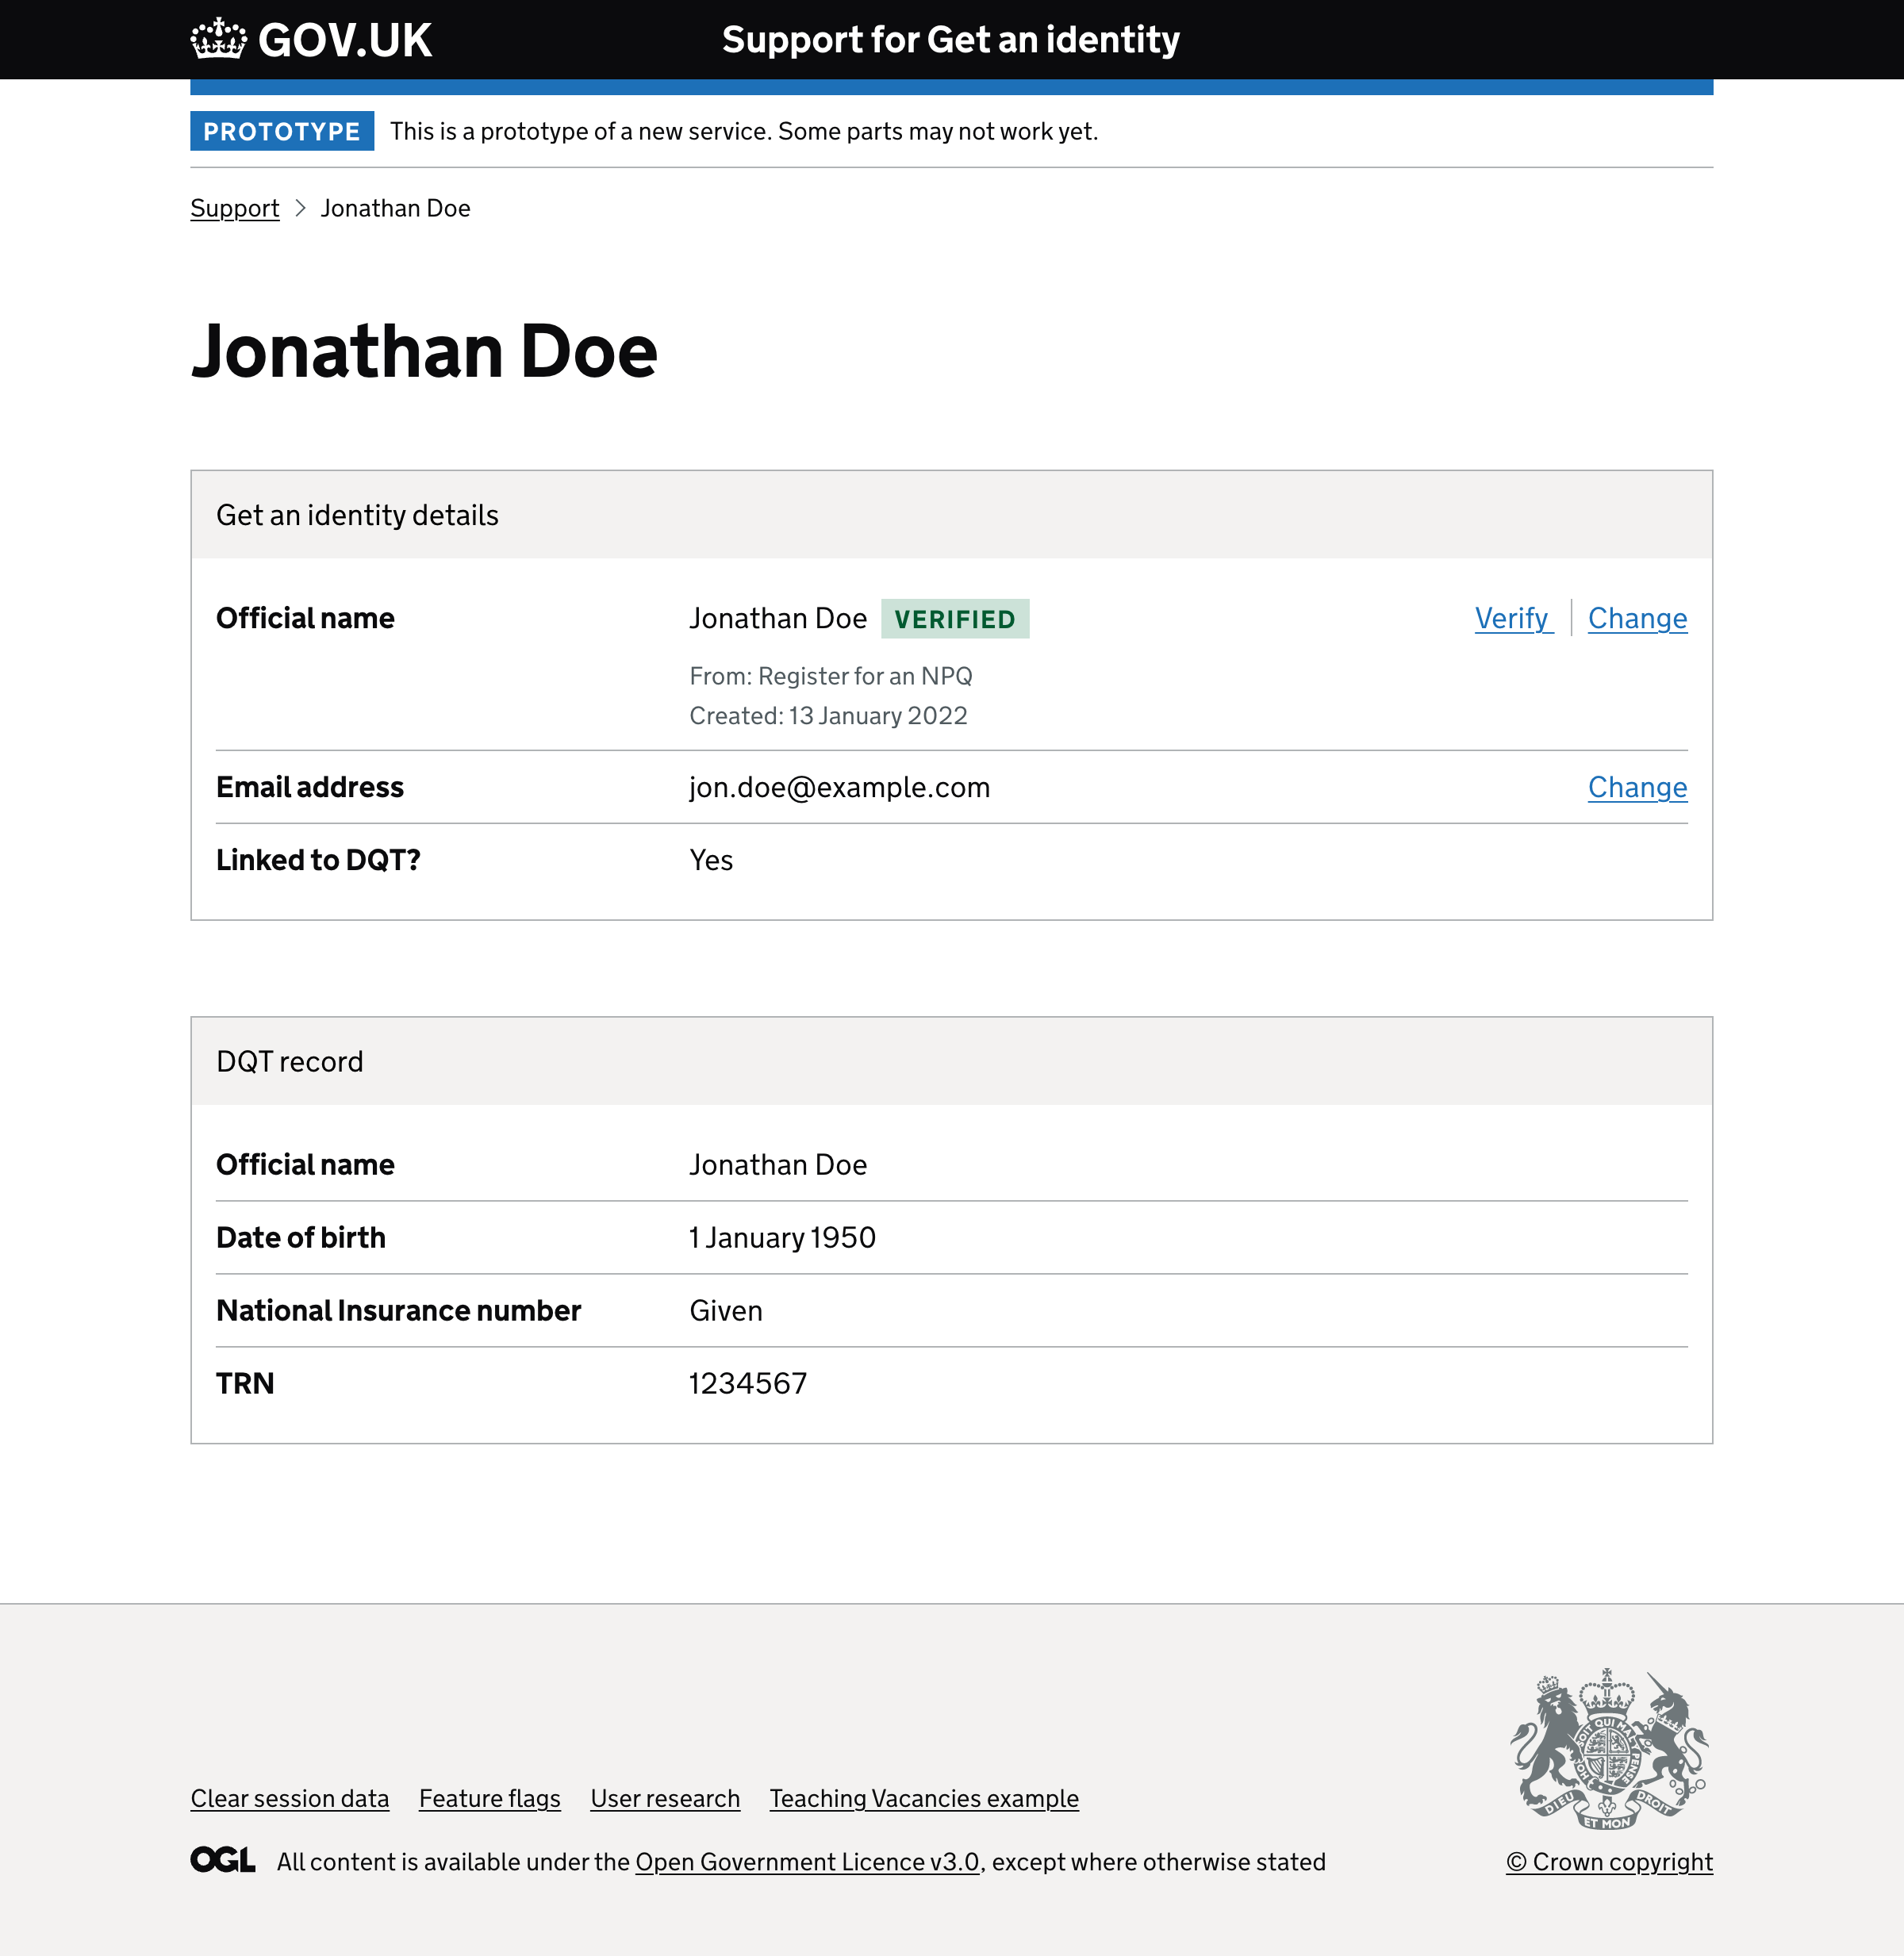 GOV.UK Support for Get an identity
PROTOTYPE This is a prototype of a new service. Some parts may not work yet.
Support > Jonathan Doe
Jonathan Doe
Get an identity details
Official name Jonathan Doe VERIFIED Verify Change
From: Register for an NPQ
Created: 13 January 2022
Email address jon.doe@example.com Change
Linked to DQT? Yes
DQT record
Official name Jonathan Doe
Date of birth 1 January 1950
National Insurance number Given
TRN 1234567
DIEU ET MON DROIT
Clear session data Feature flags User research Teaching Vacancies example
OGL All content is available under the Open Government Licence v3.0, except where otherwise stated © Crown copyright